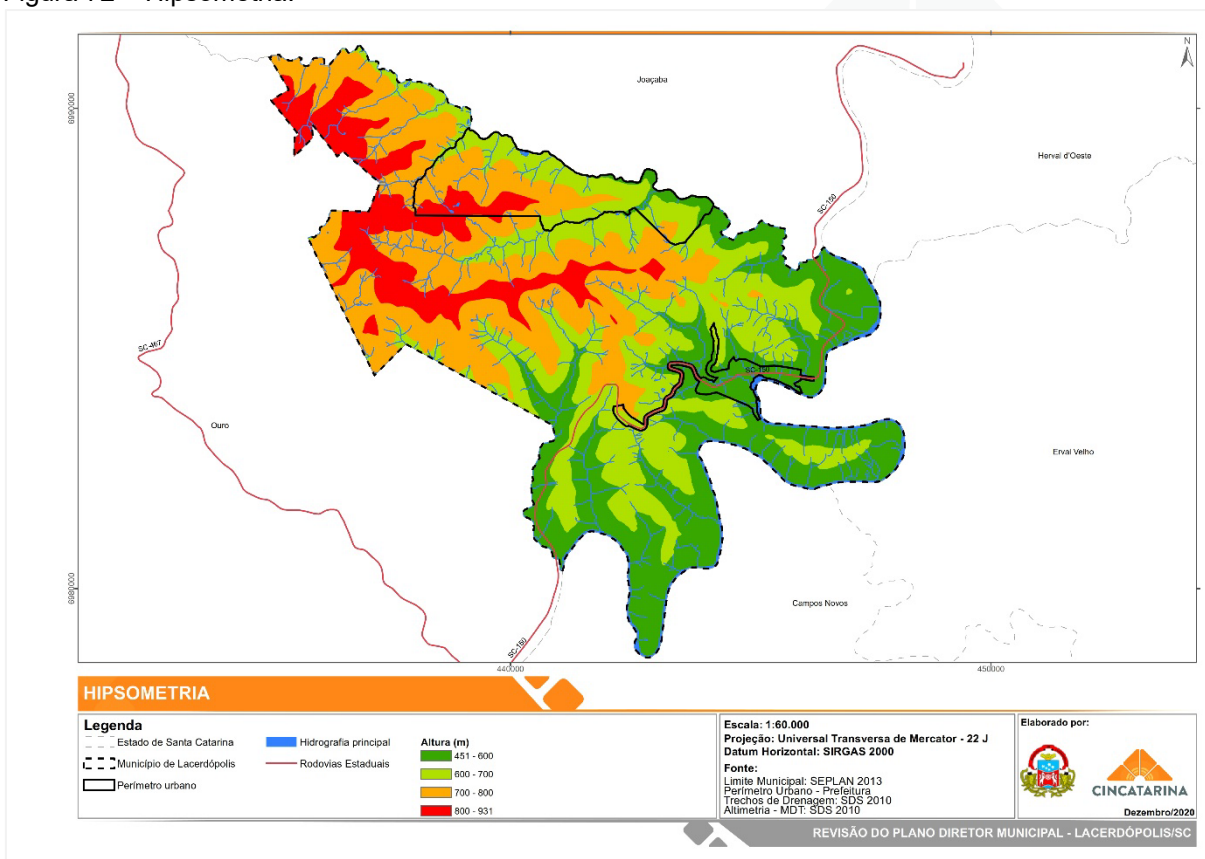 Figura 72 – Hipsometria.
N
Joaçaba
6990000
Herval d'Oeste
SC-150
SC-467
SC-150
Ouro
Erval Velho
6980000
Campos Novos
SC-150
440000
450000
HIPSOMETRIA
Legenda
Estado de Santa Catarina
Município de Lacerdópolis
Perímetro urbano
Hidrografia principal
Rodovias Estaduais
Altura (m)
451 - 600
600 - 700
700 - 800
800 - 931
Escala: 1:60.000
Projeção: Universal Transversa de Mercator - 22 J
Datum Horizontal: SIRGAS 2000
Fonte:
Limite Municipal: SEPLAN 2013
Perímetro Urbano - Prefeitura
Trechos de Drenagem: SDS 2010
Altimetria - MDT: SDS 2010
Elaborado por:
CINCATARINA
Dezembro/2020
REVISÃO DO PLANO DIRETOR MUNICIPAL - LACERDÓPOLIS/SC